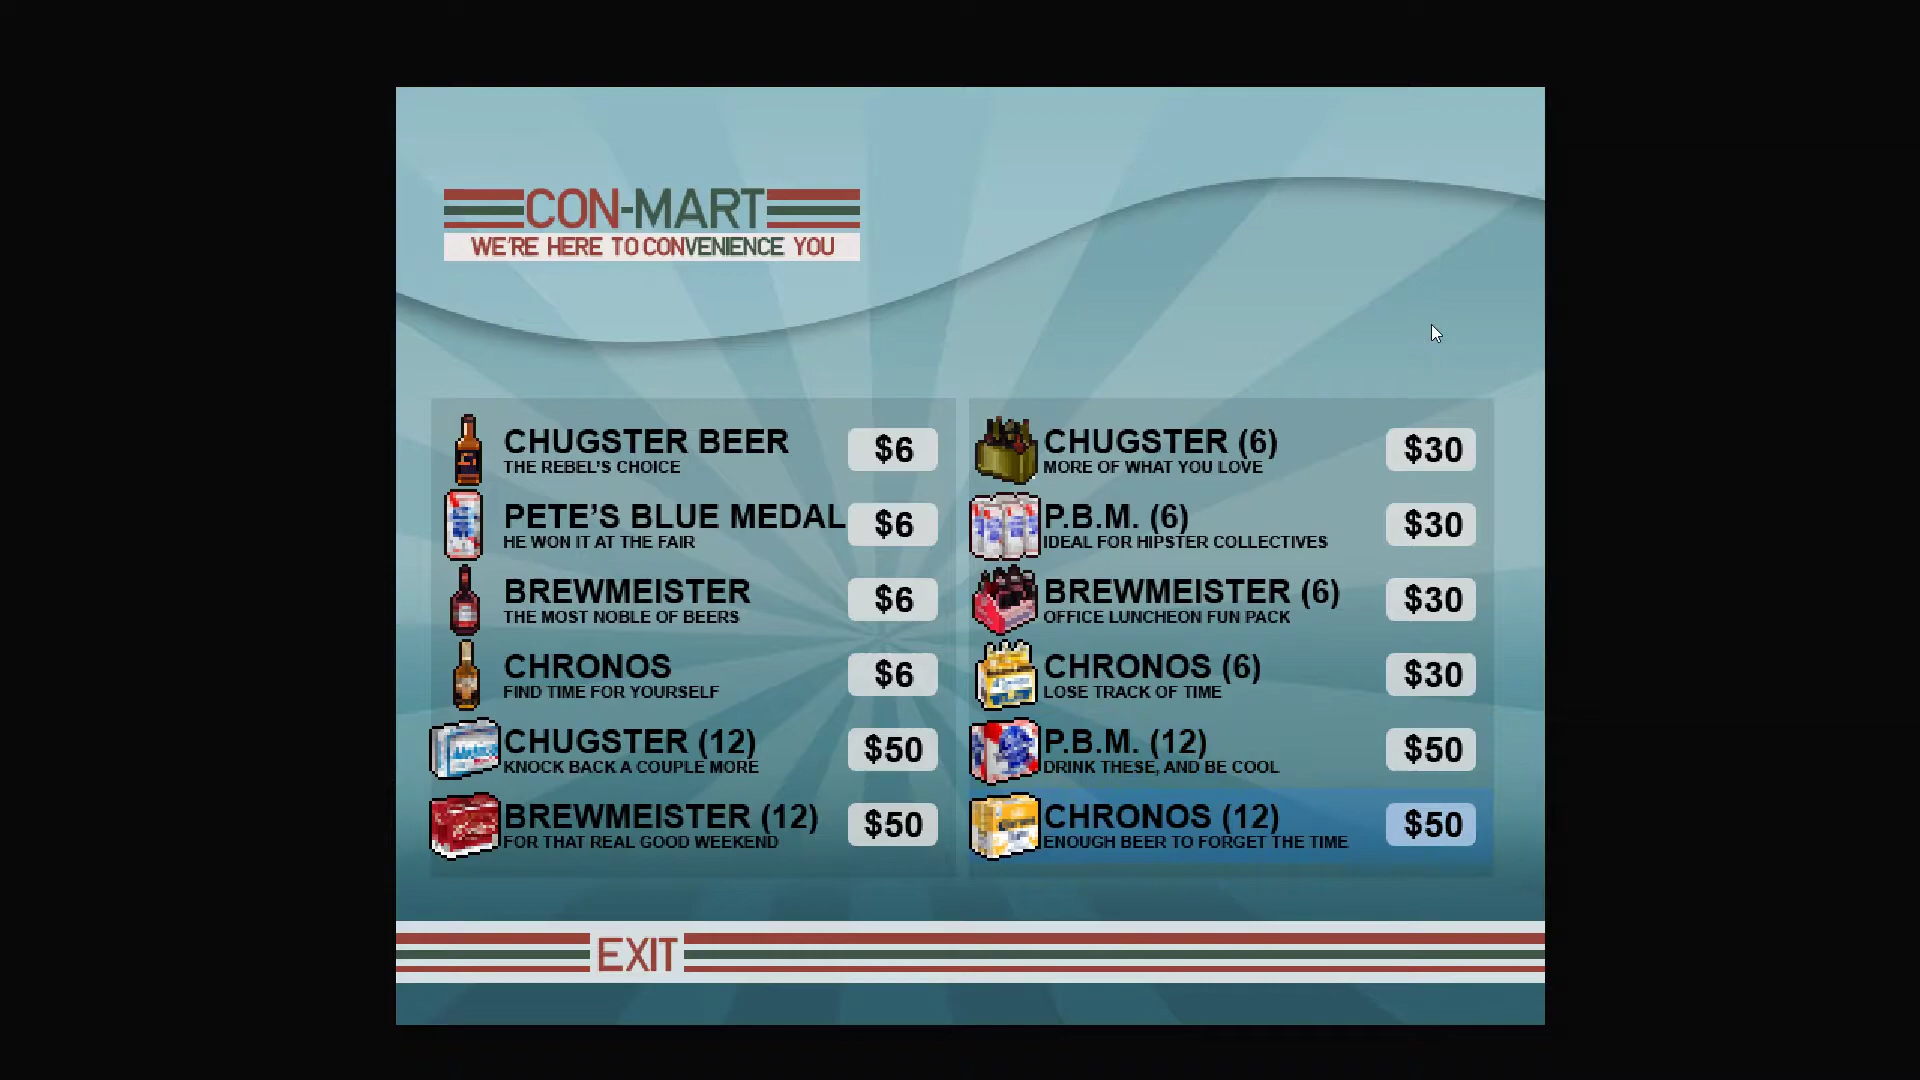 CON-MART
WE'RE HERE TO CONVENIENCE YOU
CHUGSTER BEER
THE REBEL'S CHOICE
$6
PETE'S BLUE MEDAL
HE WON IT AT THE FAIR
$6
BREWMEISTER
THE MOST NOBLE OF BEERS
$6
CHRONOS
FIND TIME FOR YOURSELF
$6
CHUGSTER (12)
KNOCK BACK A COUPLE MORE
$50
BREWMEISTER (12)
FOR THAT REAL GOOD WEEKEND
$50
CHUGSTER (6)
MORE OF WHAT YOU LOVE
$30
P.B.M. (6)
IDEAL FOR HIPSTER COLLECTIVES
$30
BREWMEISTER (6)
OFFICE LUNCHEON FUN PACK
$30
CHRONOS (6)
LOSE TRACK OF TIME
$30
P.B.M. (12)
DRINK THESE, AND BE COOL
$50
CHRONOS (12)
ENOUGH BEER TO FORGET THE TIME
$50
EXIT